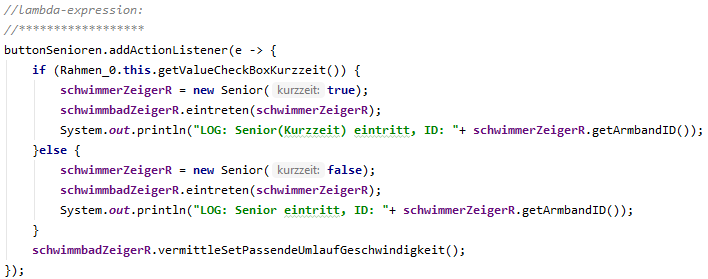 //lambda-expression:
//******************
buttonSenioren.addActionListener(e -> {
    if (Rahmen_0.this.getValueCheckBoxKurzzeit()) {
        schwimmerZeigerR = new Senior( kurzzeit: true);
        schwimmbadZeigerR.eintreten(schwimmerZeigerR);
        System.out.println("LOG: Senior(Kurzzeit) eintritt, ID: "+ schwimmerZeigerR.getArmbandID());
    }else {
        schwimmerZeigerR = new Senior( kurzzeit: false);
        schwimmbadZeigerR.eintreten(schwimmerZeigerR);
        System.out.println("LOG: Senior eintritt, ID: "+ schwimmerZeigerR.getArmbandID());
    }
    schwimmbadZeigerR.vermittleSetPassendeUmlaufGeschwindigkeit();
});